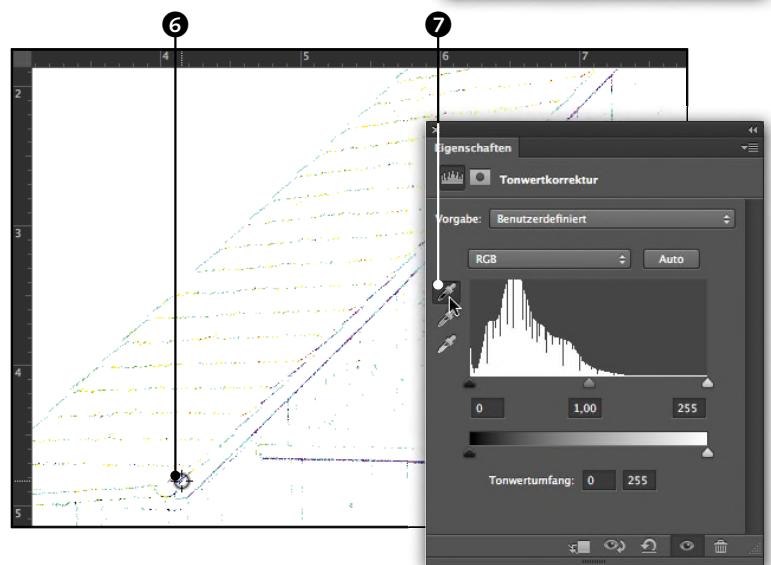 6 7
4 5 6 7
2
3
4
5
Eigenschaften
Tonwertkorrektur
Vorgabe: Benutzerdefiniert
RGB Auto
0 1,00 255
Tonwertumfang: 0 255